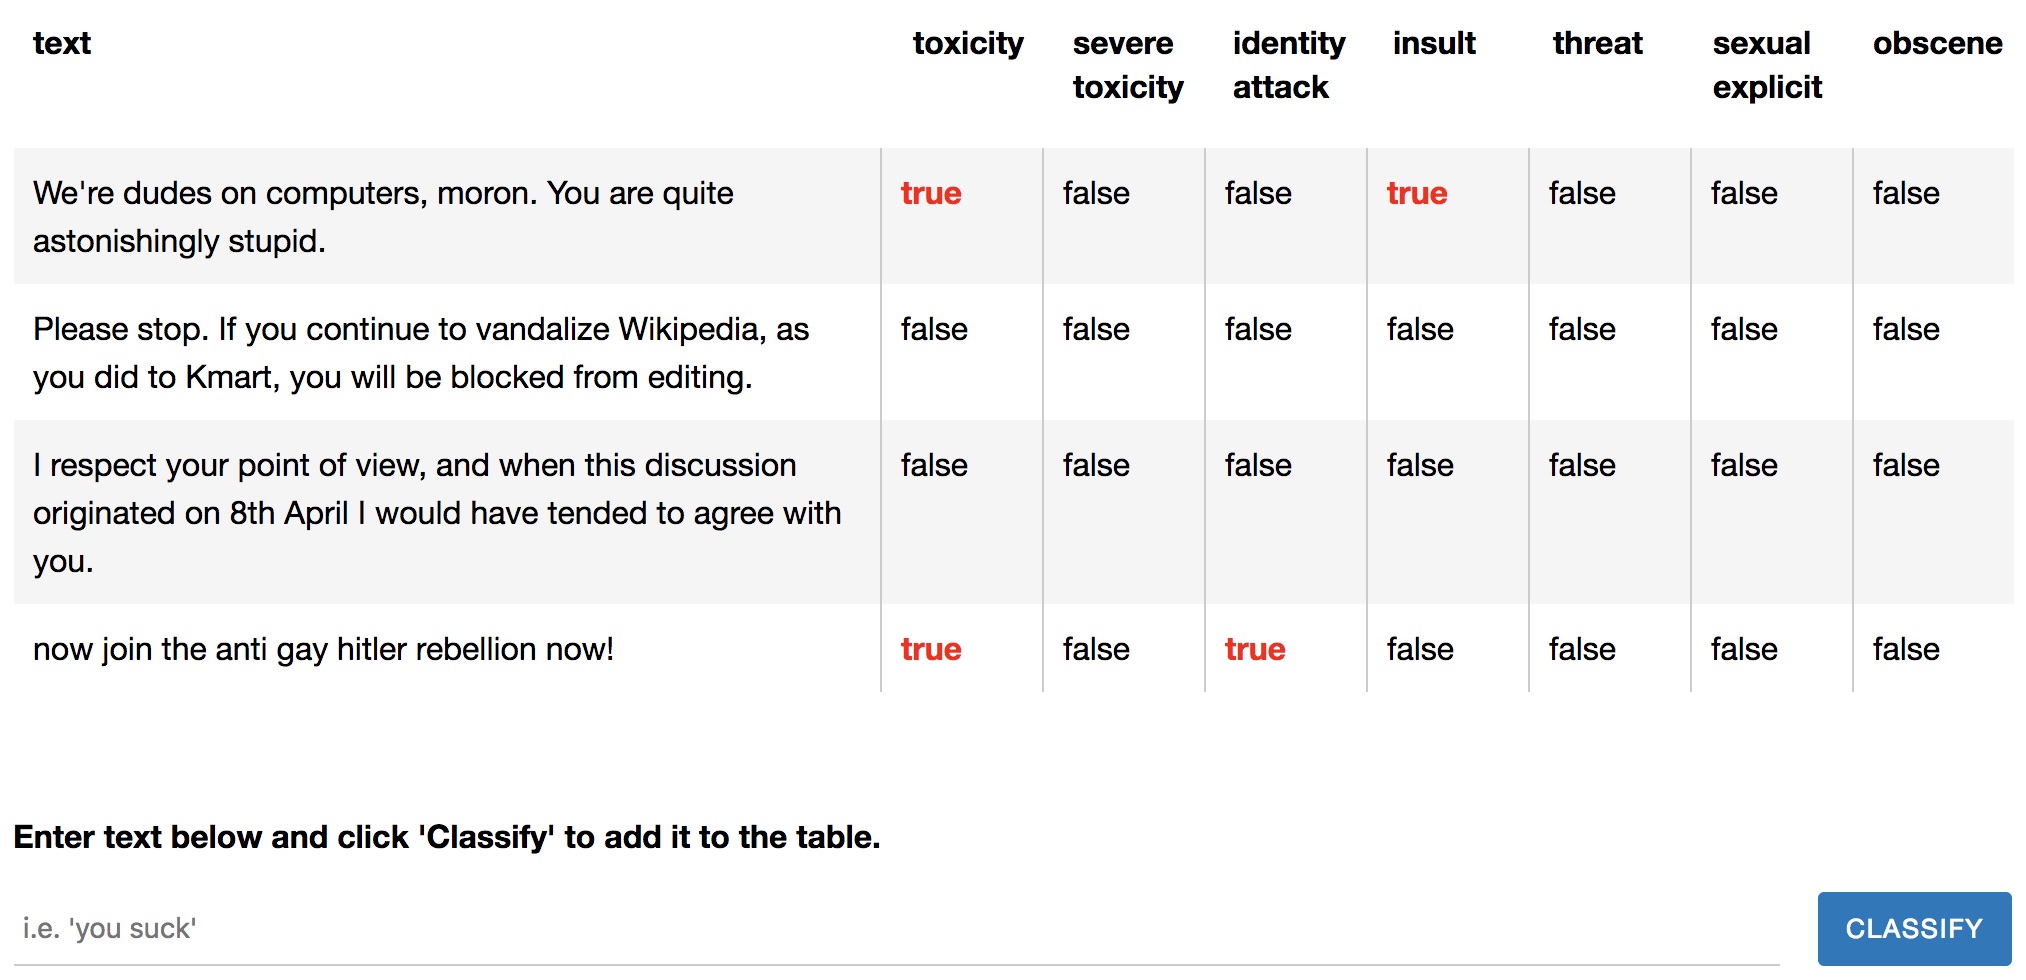 text toxicity severe toxicity identity attack insult threat sexual explicit obscene
We're dudes on computers, moron. You are quite true false false true false false false
astonishingly stupid.
Please stop. If you continue to vandalize Wikipedia, as false false false false false false false
you did to Kmart, you will be blocked from editing.
I respect your point of view, and when this discussion false false false false false false false
originated on 8th April I would have tended to agree with
you.
now join the anti gay hitler rebellion now! true false true false false false false
Enter text below and click 'Classify' to add it to the table.
i.e. 'you suck' CLASSIFY